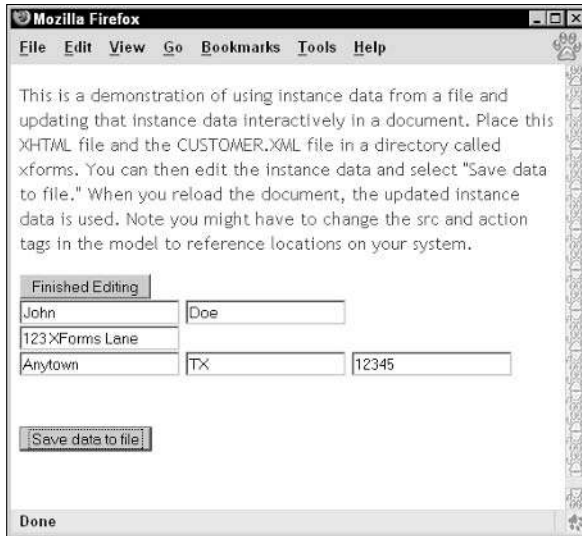 Mozilla Firefox
File Edit View Go Bookmarks Tools Help
This is a demonstration of using instance data from a file and
updating that instance data interactively in a document. Place this
XHTML file and the CUSTOMER.XML file in a directory called
xforms. You can then edit the instance data and select "Save data
to file." When you reload the document, the updated instance
data is used. Note you might have to change the src and action
tags in the model to reference locations on your system.
Finished Editing
John Doe
123 XForms Lane
Anytown TX 12345
Save data to file
Done